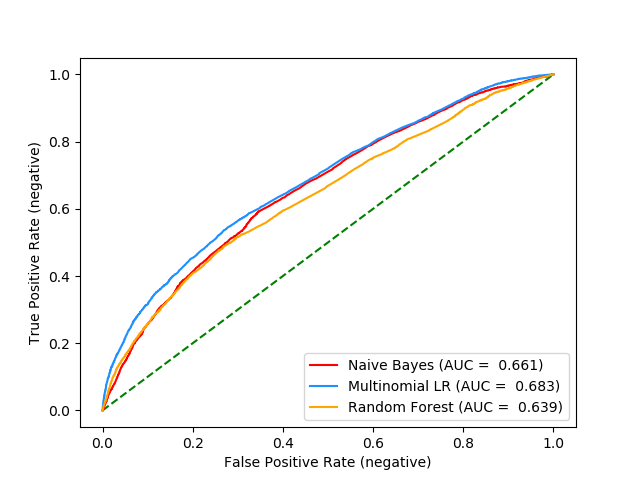 1.0
0.8
0.6
0.4
0.2
0.0
True Positive Rate (negative)
Naive Bayes (AUC =  0.661)
Multinomial LR (AUC =  0.683)
Random Forest (AUC =  0.639)
0.0 0.2 0.4 0.6 0.8 1.0
False Positive Rate (negative)